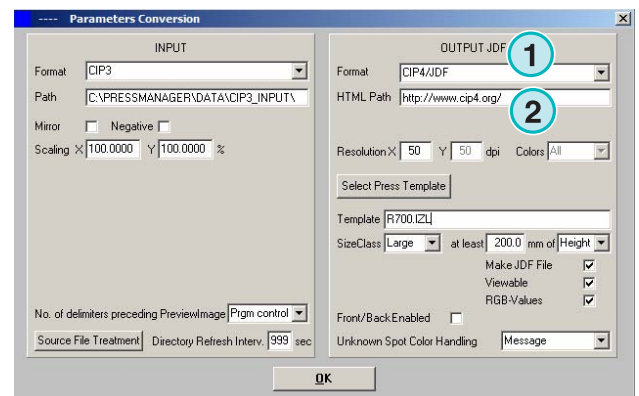 ---- Parameters Conversion
INPUT
Format CIP3
Path C:\PRESSMANAGER\DATA\CIP3_INPUT\
Mirror Negative
Scaling X 100.0000 Y 100.0000 %
No. of delimiters preceding PreviewImage Prgm control
Source File Treatment Directory Refresh Interv. 999 sec
OUTPUT JDF
1
Format CIP4/JDF
HTML Path http://www.cip4.org/
2
Resolution X 50 Y 50 dpi Colors All
Select Press Template
Template R700.IZL
SizeClass Large at least 200.0 mm of Height
Make JDF File
Viewable
RGB-Values
Front/Back Enabled
Unknown Spot Color Handling Message
OK